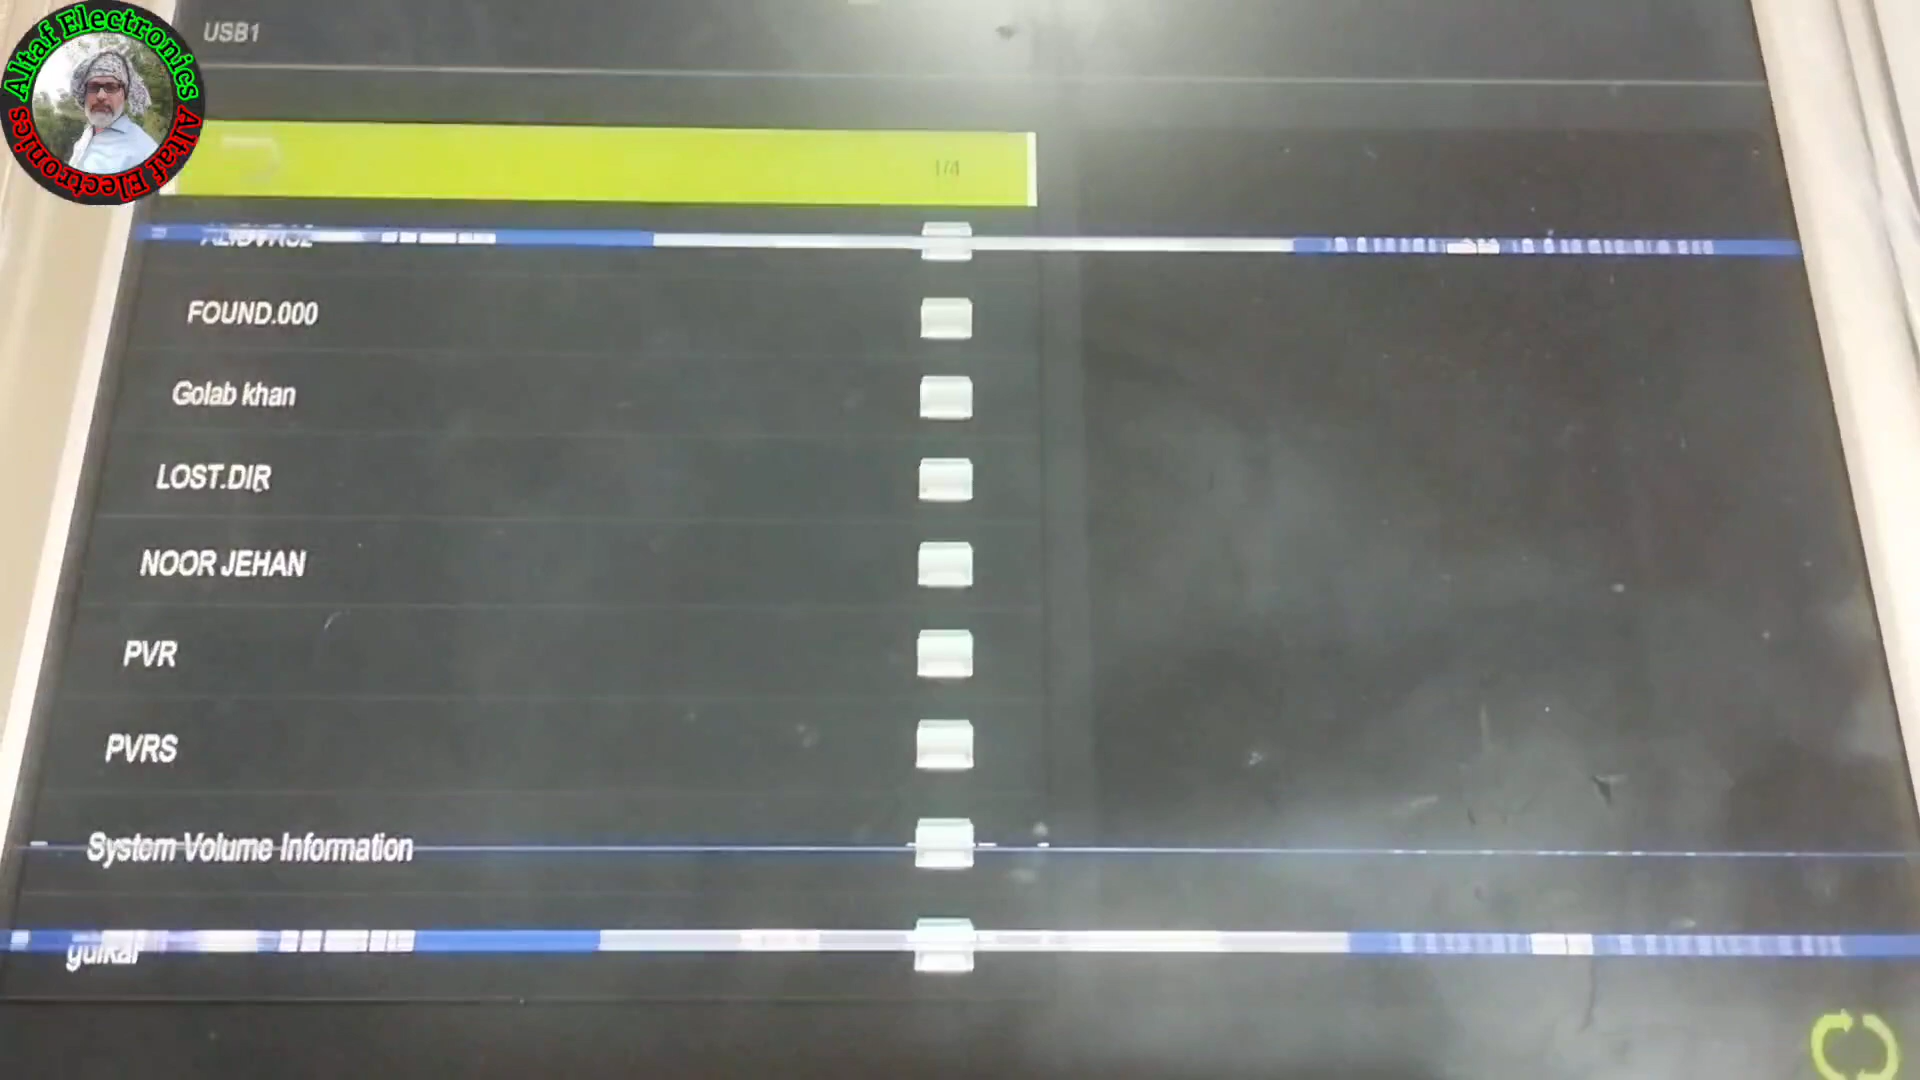 Altaf Electronics Altaf Electronics
USB1
1/4
FOUND.000
Golab khan
LOST.DIR
NOOR JEHAN
PVR
PVRS
System Volume Information